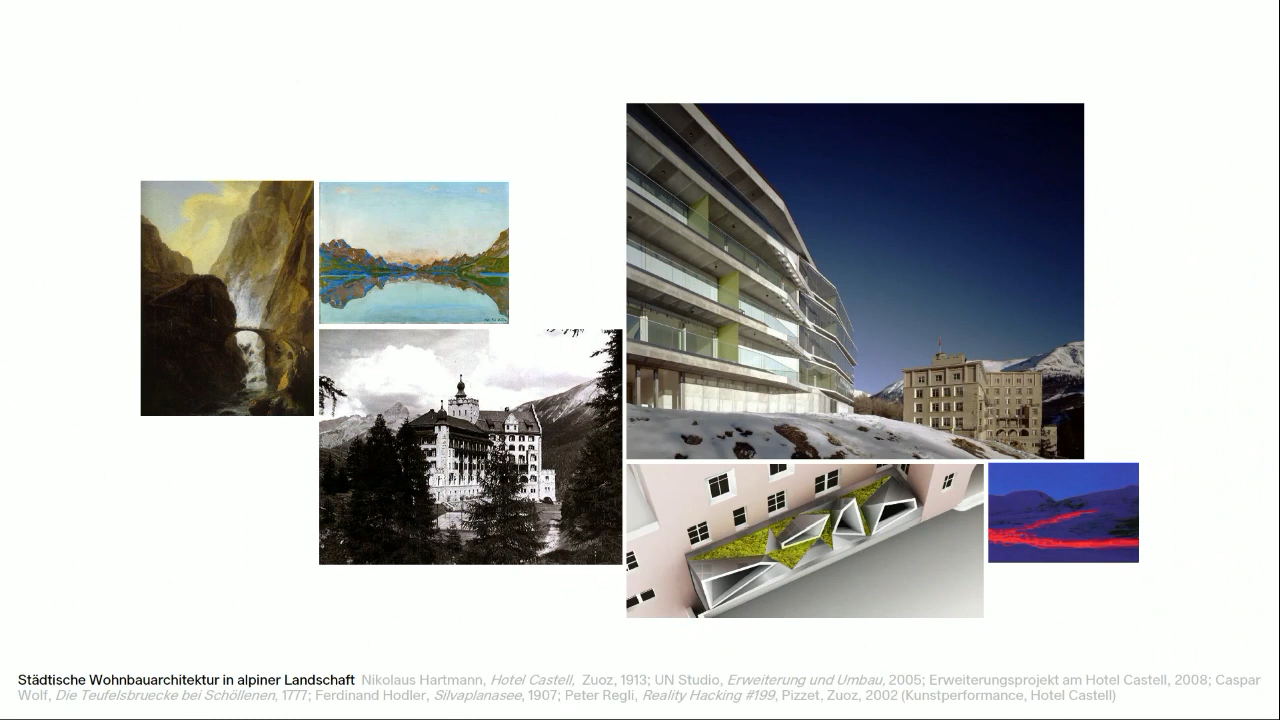 Städtische Wohnbauarchitektur in alpiner Landschaft Nikolaus Hartmann, Hotel Castell, Zuoz, 1913; UN Studio, Erweiterung und Umbau, 2005; Erweiterungsprojekt am Hotel Castell, 2008; Caspar
Wolf, Die Teufelsbruecke bei Schöllenen, 1777; Ferdinand Hodler, Silvaplanasee, 1907; Peter Regli, Reality Hacking #199, Pizzet, Zuoz, 2002 (Kunstperformance, Hotel Castell)